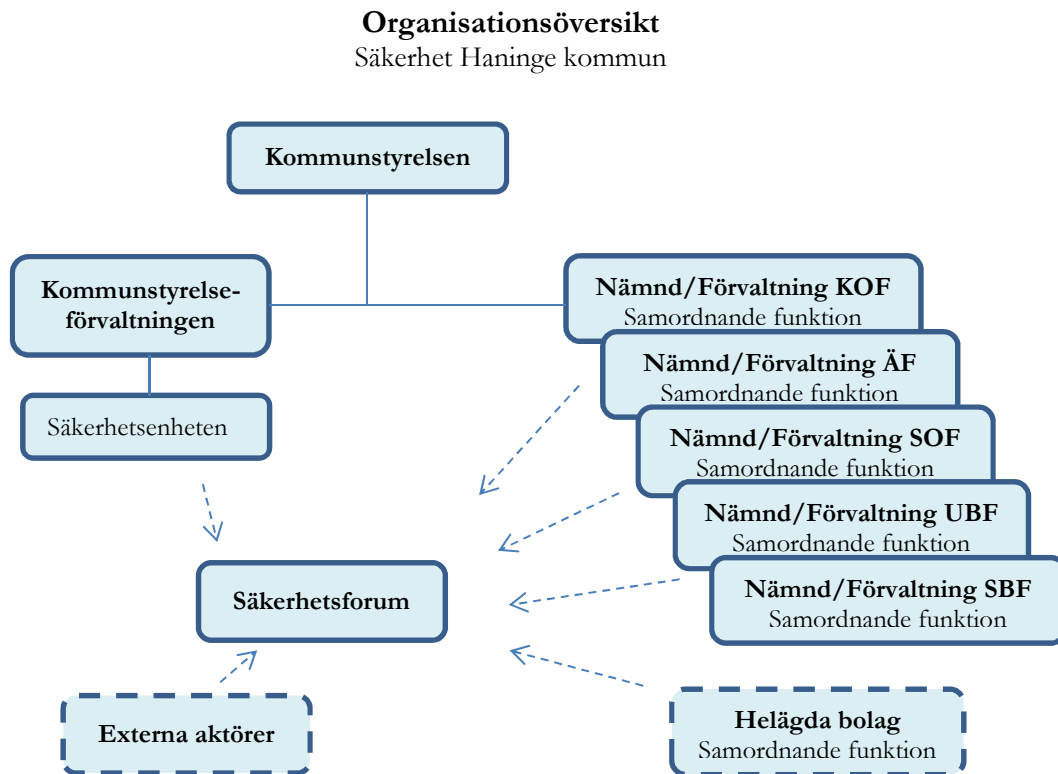 Organisationsöversikt
Säkerhet Haninge kommun
Kommunstyrelsen
Kommunstyrelse-
förvaltningen
Säkerhetsenheten
Nämnd/Förvaltning KOF
Samordnande funktion
Nämnd/Förvaltning ÄF
Samordnande funktion
Nämnd/Förvaltning SOF
Samordnande funktion
Nämnd/Förvaltning UBF
Samordnande funktion
Nämnd/Förvaltning SBF
Samordnande funktion
Säkerhetsforum
Externa aktörer
Helägda bolag
Samordnande funktion